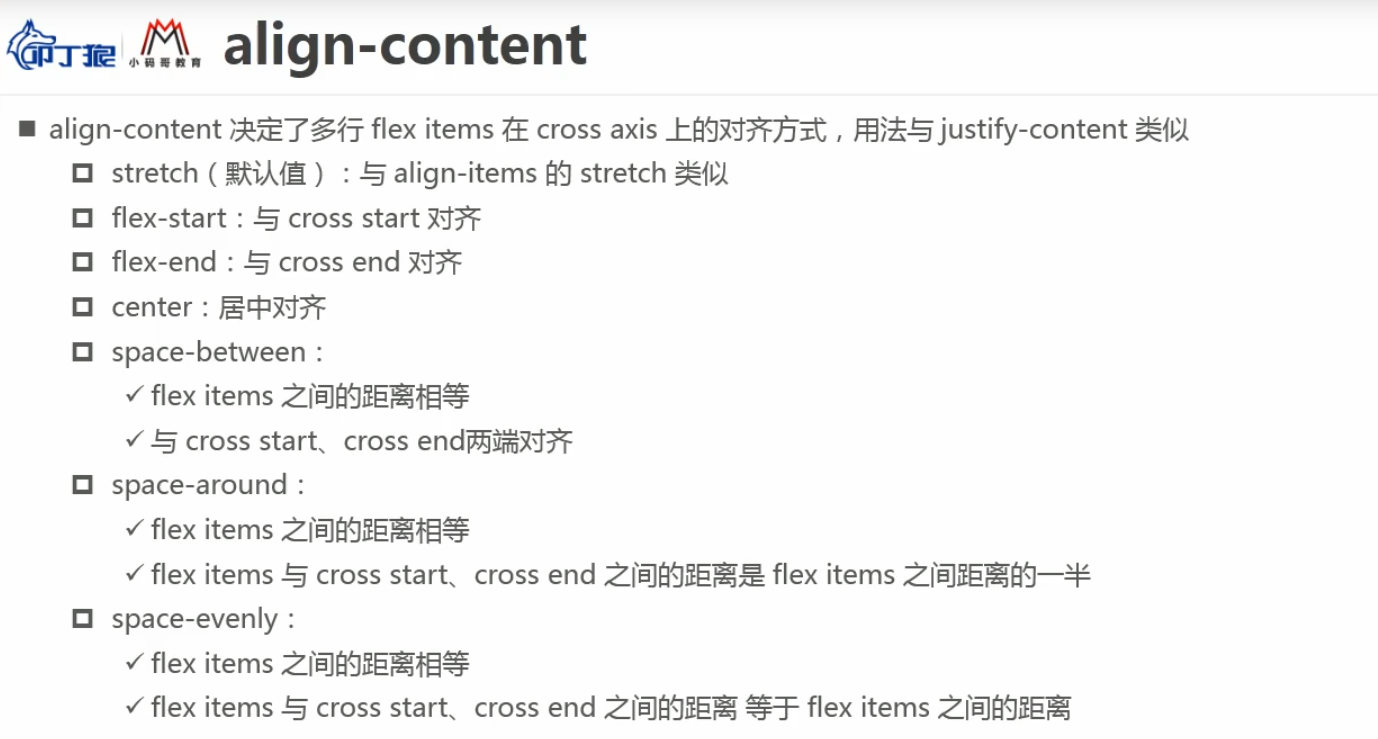 叩丁狼 小码哥教育 align-content
align-content 决定了多行 flex items 在 cross axis 上的对齐方式，用法与 justify-content 类似
stretch（默认值）：与 align-items 的 stretch 类似
flex-start：与 cross start 对齐
flex-end：与 cross end 对齐
center：居中对齐
space-between：
✓ flex items 之间的距离相等
✓ 与 cross start、cross end两端对齐
space-around：
✓ flex items 之间的距离相等
✓ flex items 与 cross start、cross end 之间的距离是 flex items 之间距离的一半
space-evenly：
✓ flex items 之间的距离相等
✓ flex items 与 cross start、cross end 之间的距离 等于 flex items 之间的距离